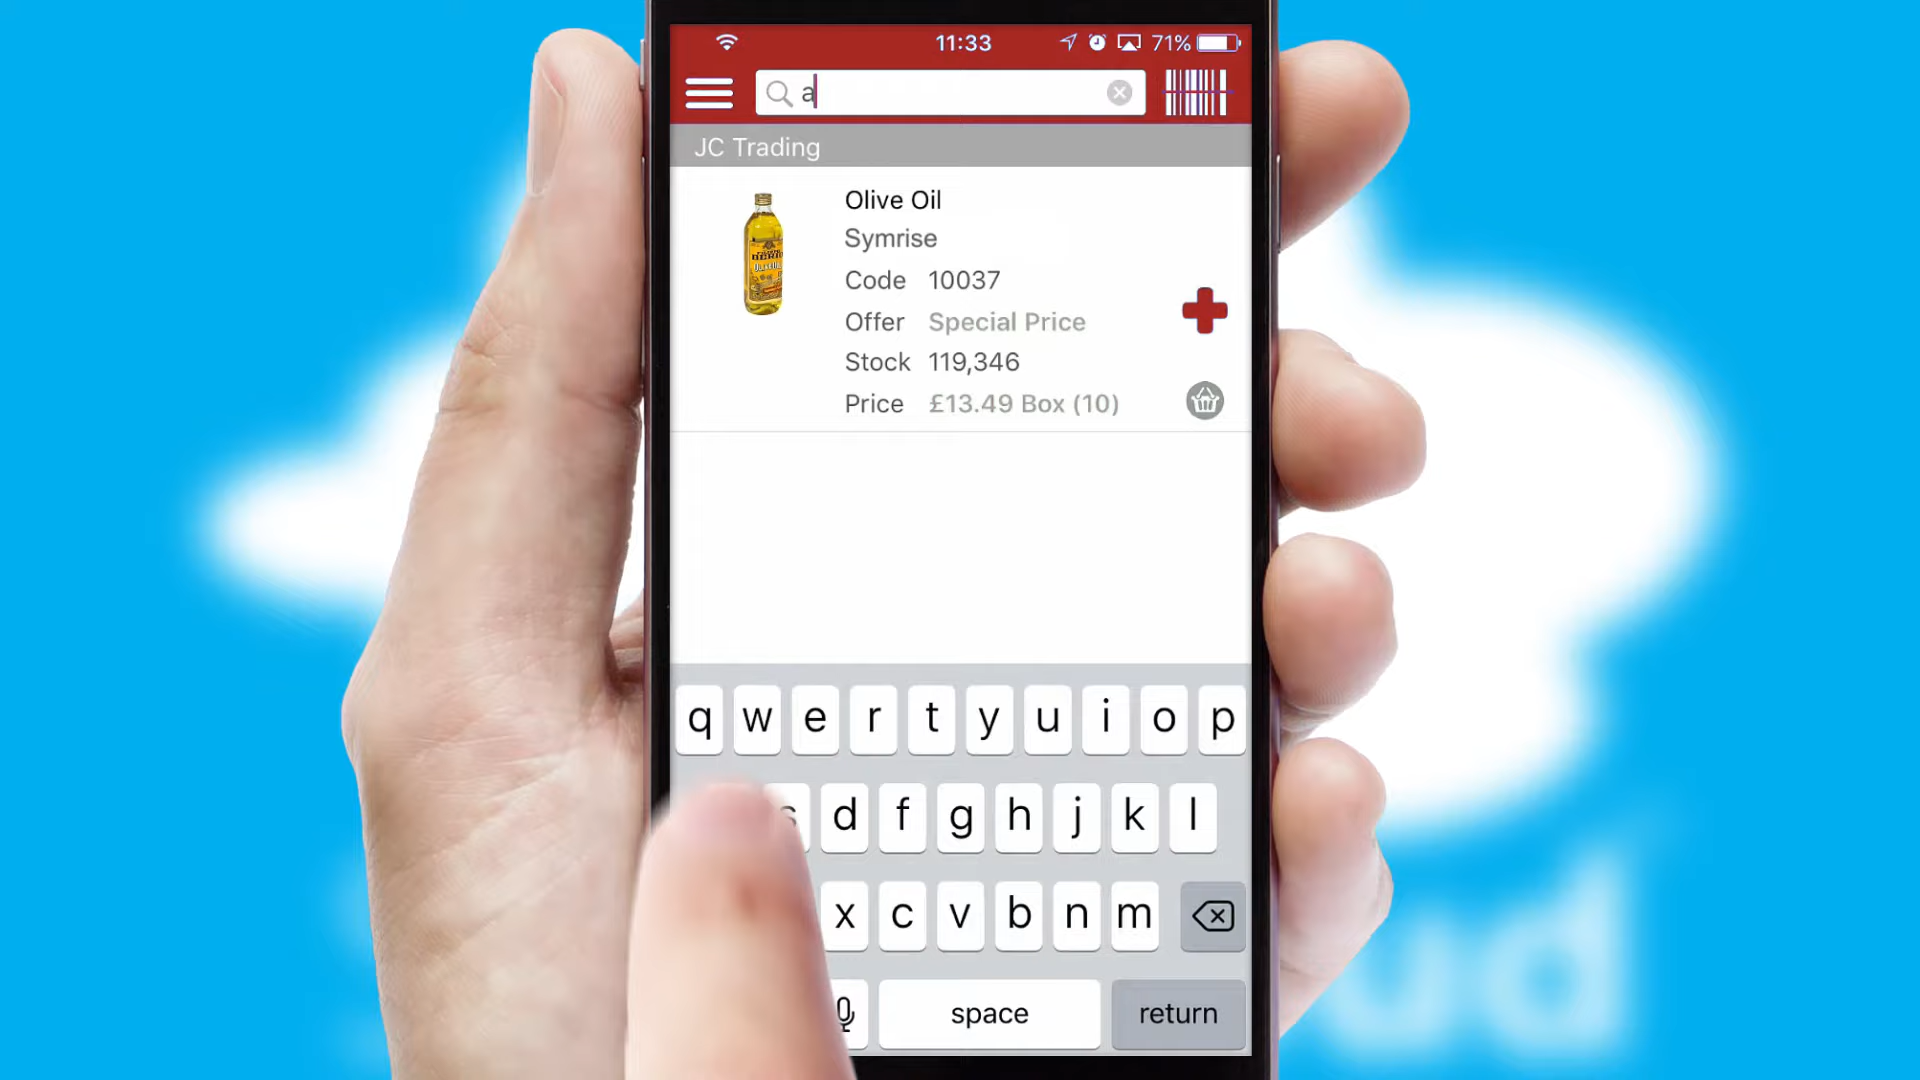 11:33
71%
a
JC Trading
Olive Oil
Symrise
Code 10037
Offer Special Price
Stock 119,346
Price £13.49 Box (10)
q w e r t y u i o p
s d f g h j k l
x c v b n m
space return
ud